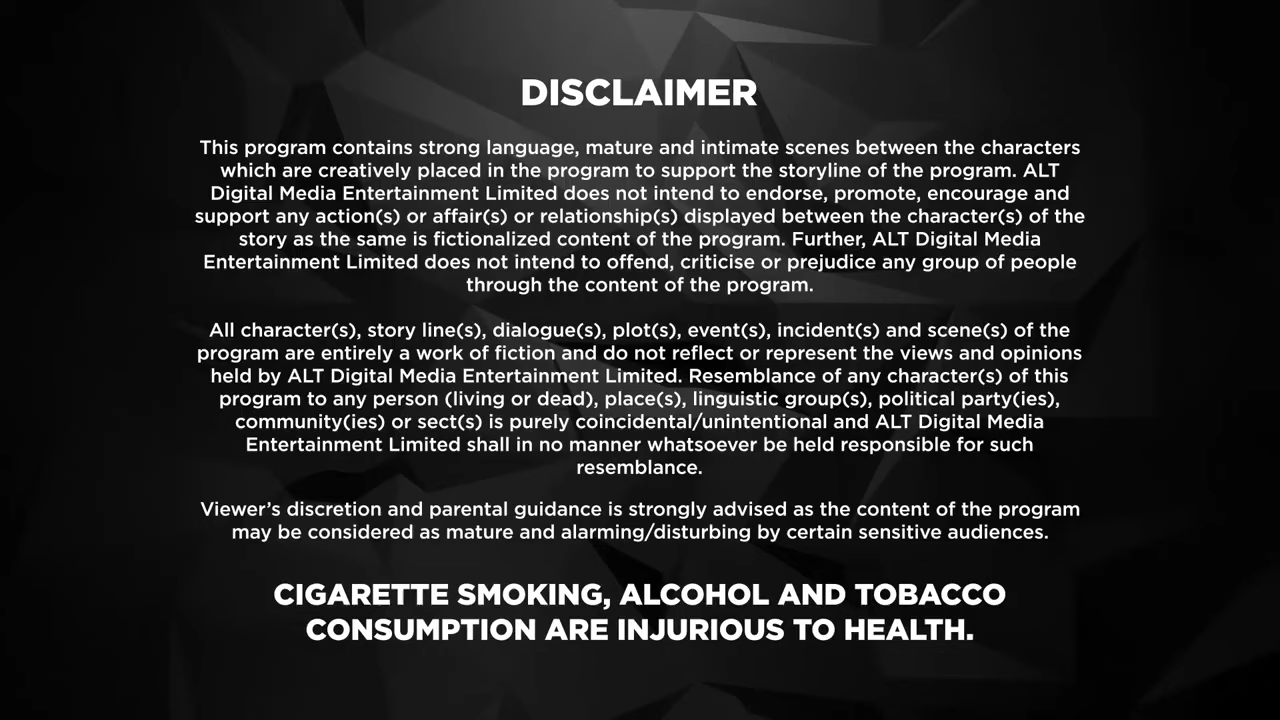 DISCLAIMER
This program contains strong language, mature and intimate scenes between the characters
which are creatively placed in the program to support the storyline of the program. ALT
Digital Media Entertainment Limited does not intend to endorse, promote, encourage and
support any action(s) or affair(s) or relationship(s) displayed between the character(s) of the
story as the same is fictionalized content of the program. Further, ALT Digital Media
Entertainment Limited does not intend to offend, criticise or prejudice any group of people
through the content of the program.
All character(s), story line(s), dialogue(s), plot(s), event(s), incident(s) and scene(s) of the
program are entirely a work of fiction and do not reflect or represent the views and opinions
held by ALT Digital Media Entertainment Limited. Resemblance of any character(s) of this
program to any person (living or dead), place(s), linguistic group(s), political party(ies),
community(ies) or sect(s) is purely coincidental/unintentional and ALT Digital Media
Entertainment Limited shall in no manner whatsoever be held responsible for such
resemblance.
Viewer’s discretion and parental guidance is strongly advised as the content of the program
may be considered as mature and alarming/disturbing by certain sensitive audiences.
CIGARETTE SMOKING, ALCOHOL AND TOBACCO
CONSUMPTION ARE INJURIOUS TO HEALTH.